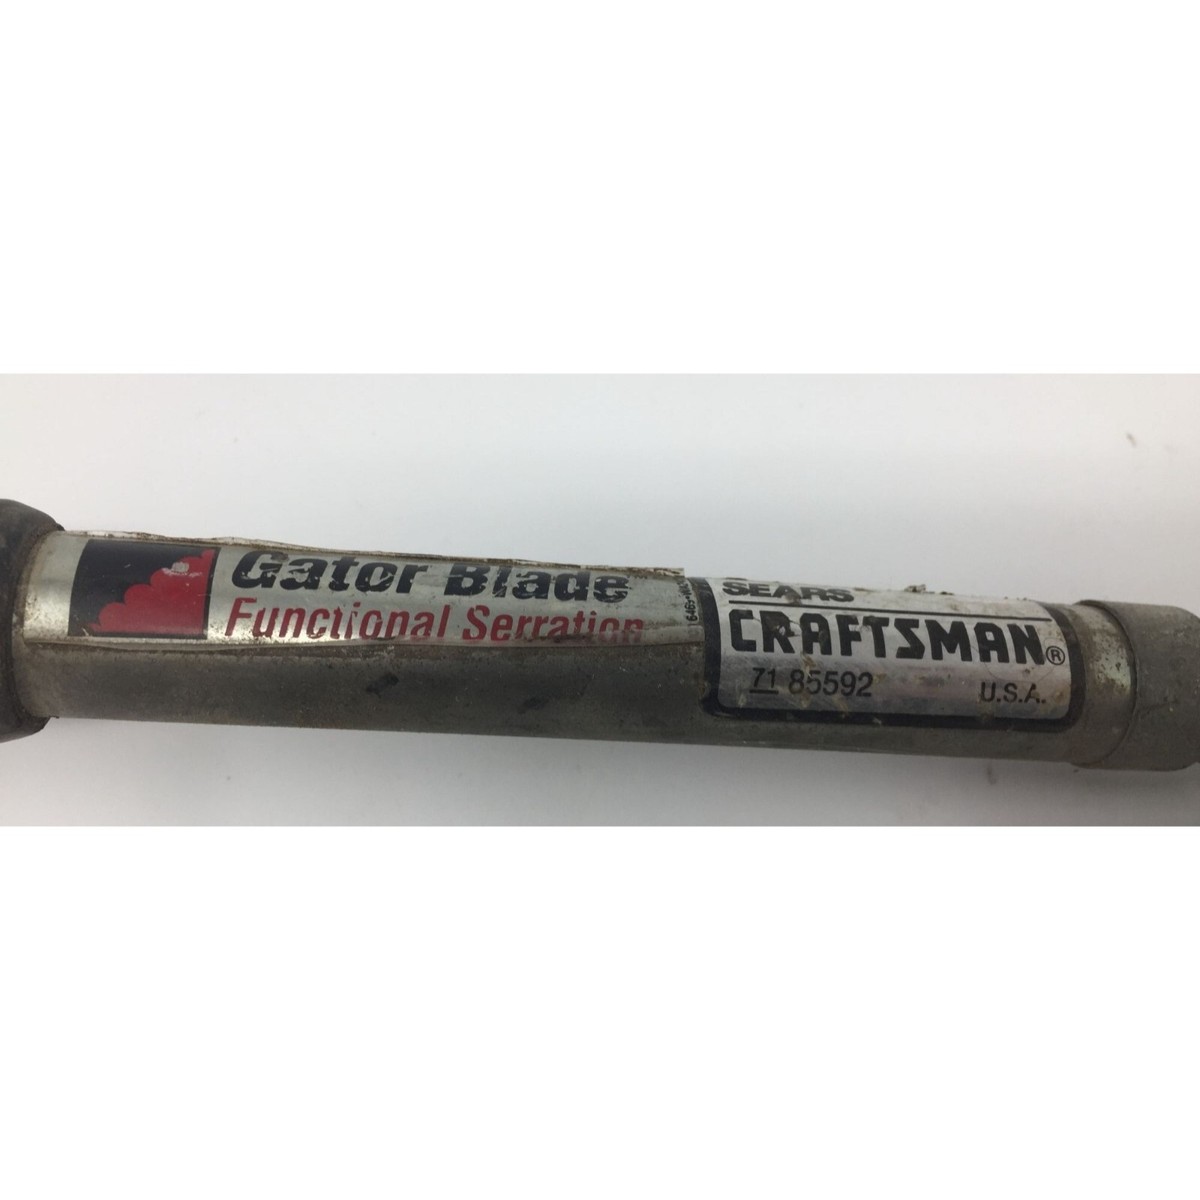 Gator Blade
Functional Serration
SEARS
CRAFTSMAN®
71 85592
U.S.A.